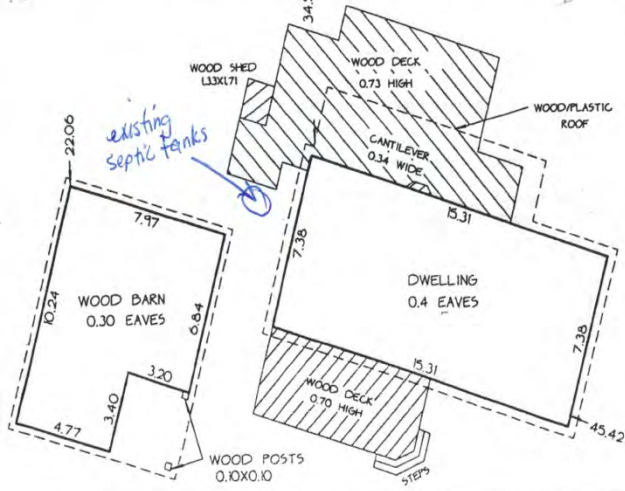 WOOD SHED
1.33X1.71
WOOD DECK
0.73 HIGH
WOOD/PLASTIC
ROOF
existing
septic tanks
CANTILEVER
0.34 WIDE
22.06
7.97
15.31
7.38
DWELLING
0.4 EAVES
10.24
WOOD BARN
0.30 EAVES
6.84
7.38
3.20
15.31
WOOD DECK
0.70 HIGH
3.40
4.77
45.42
WOOD POSTS
0.10X0.10
STEPS